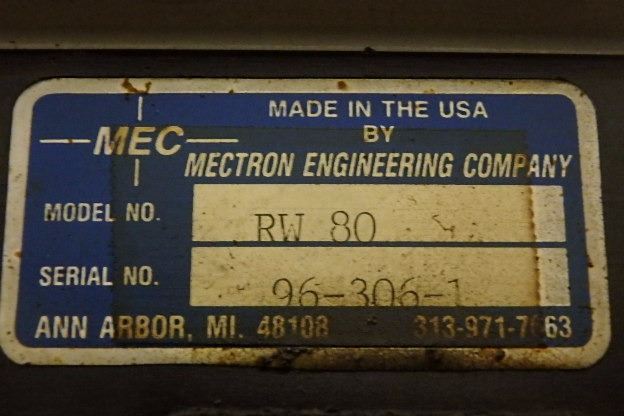 MADE IN THE USA
BY
MEC
MECTRON ENGINEERING COMPANY
MODEL NO. RW 80
SERIAL NO. 96-306-1
ANN ARBOR, MI. 48108